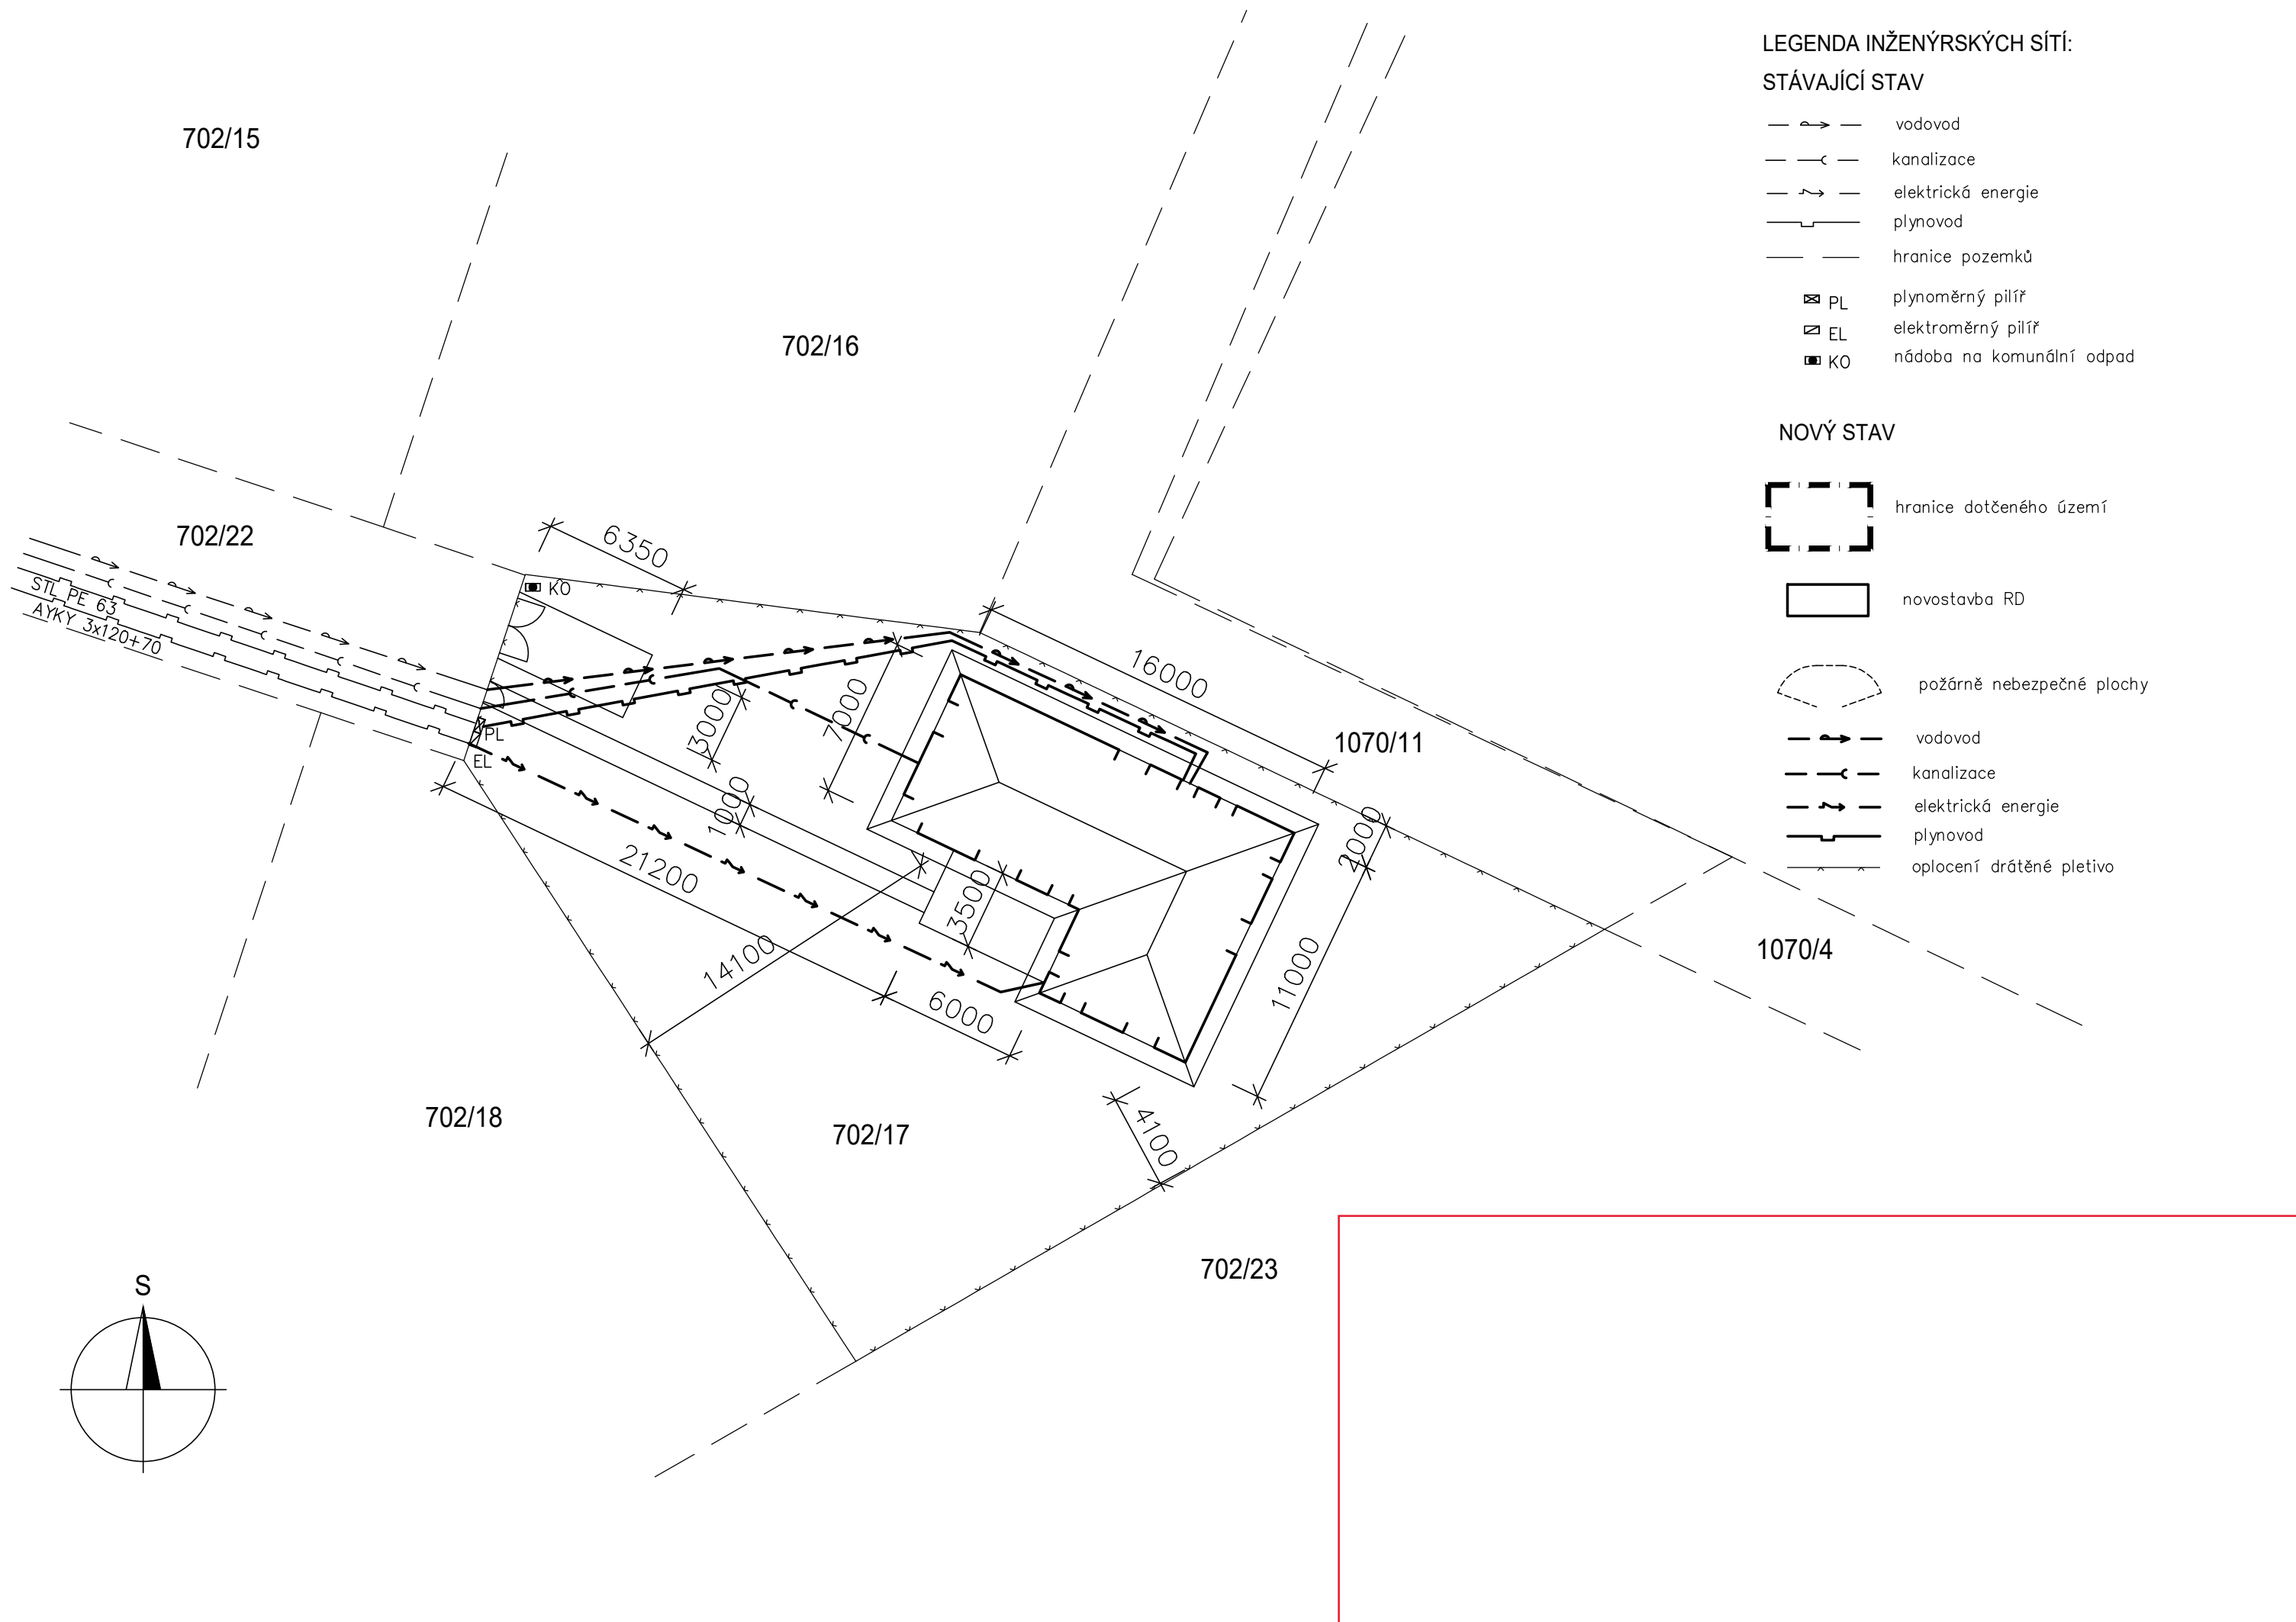 LEGENDA INŽENÝRSKÝCH SÍTÍ:
STÁVAJÍCÍ STAV
vodovod
kanalizace
elektrická energie
plynovod
hranice pozemků
PL plynoměrný pilíř
EL elektroměrný pilíř
KO nádoba na komunální odpad
NOVÝ STAV
hranice dotčeného území
novostavba RD
požárně nebezpečné plochy
vodovod
kanalizace
elektrická energie
plynovod
oplocení drátěné pletivo
702/15
702/16
702/22
STL PE 63
AYKY 3x120+70
KO
6350
PL
EL
3000
7000
16000
1070/11
1000
21200
2000
3500
14100
6000
11000
1070/4
702/18
702/17
4100
702/23
S